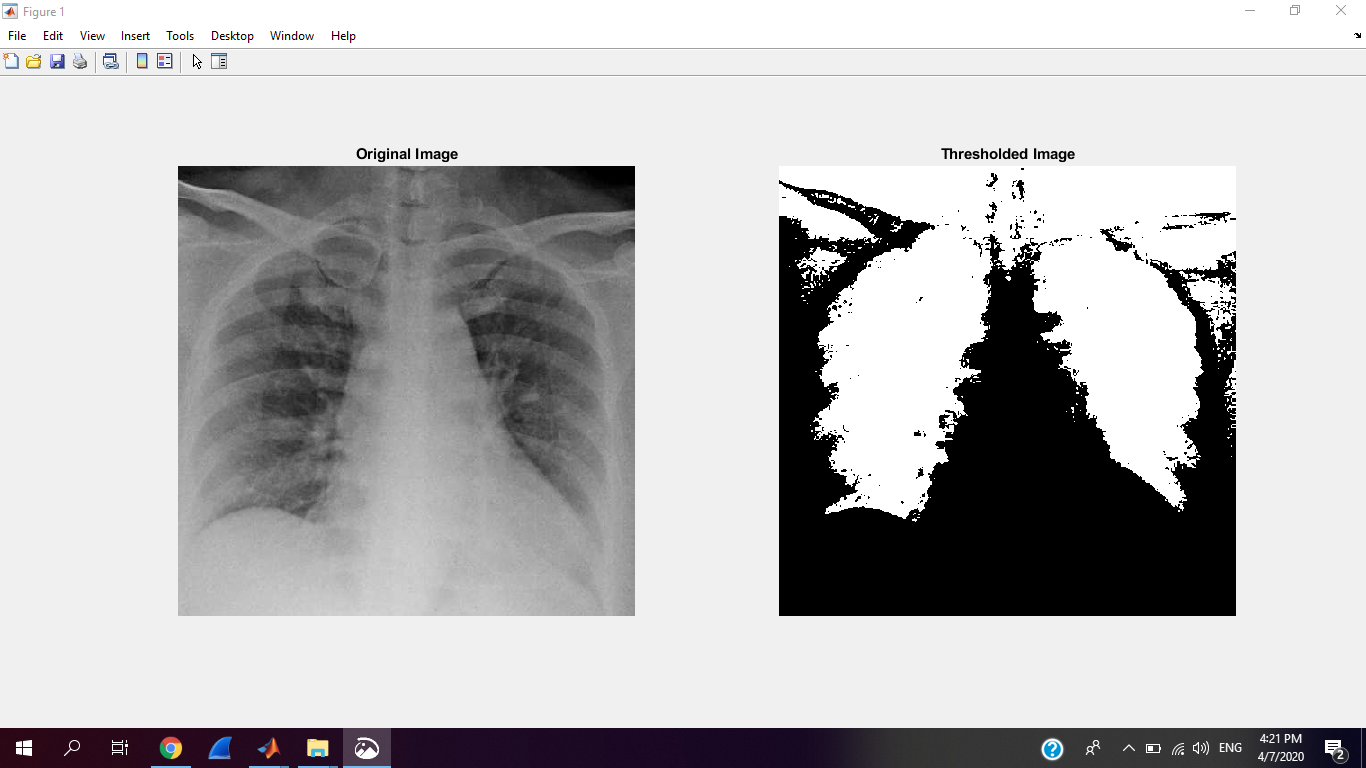 Figure 1
File Edit View Insert Tools Desktop Window Help
Original Image
Thresholded Image
ENG
4:21 PM
4/7/2020
2